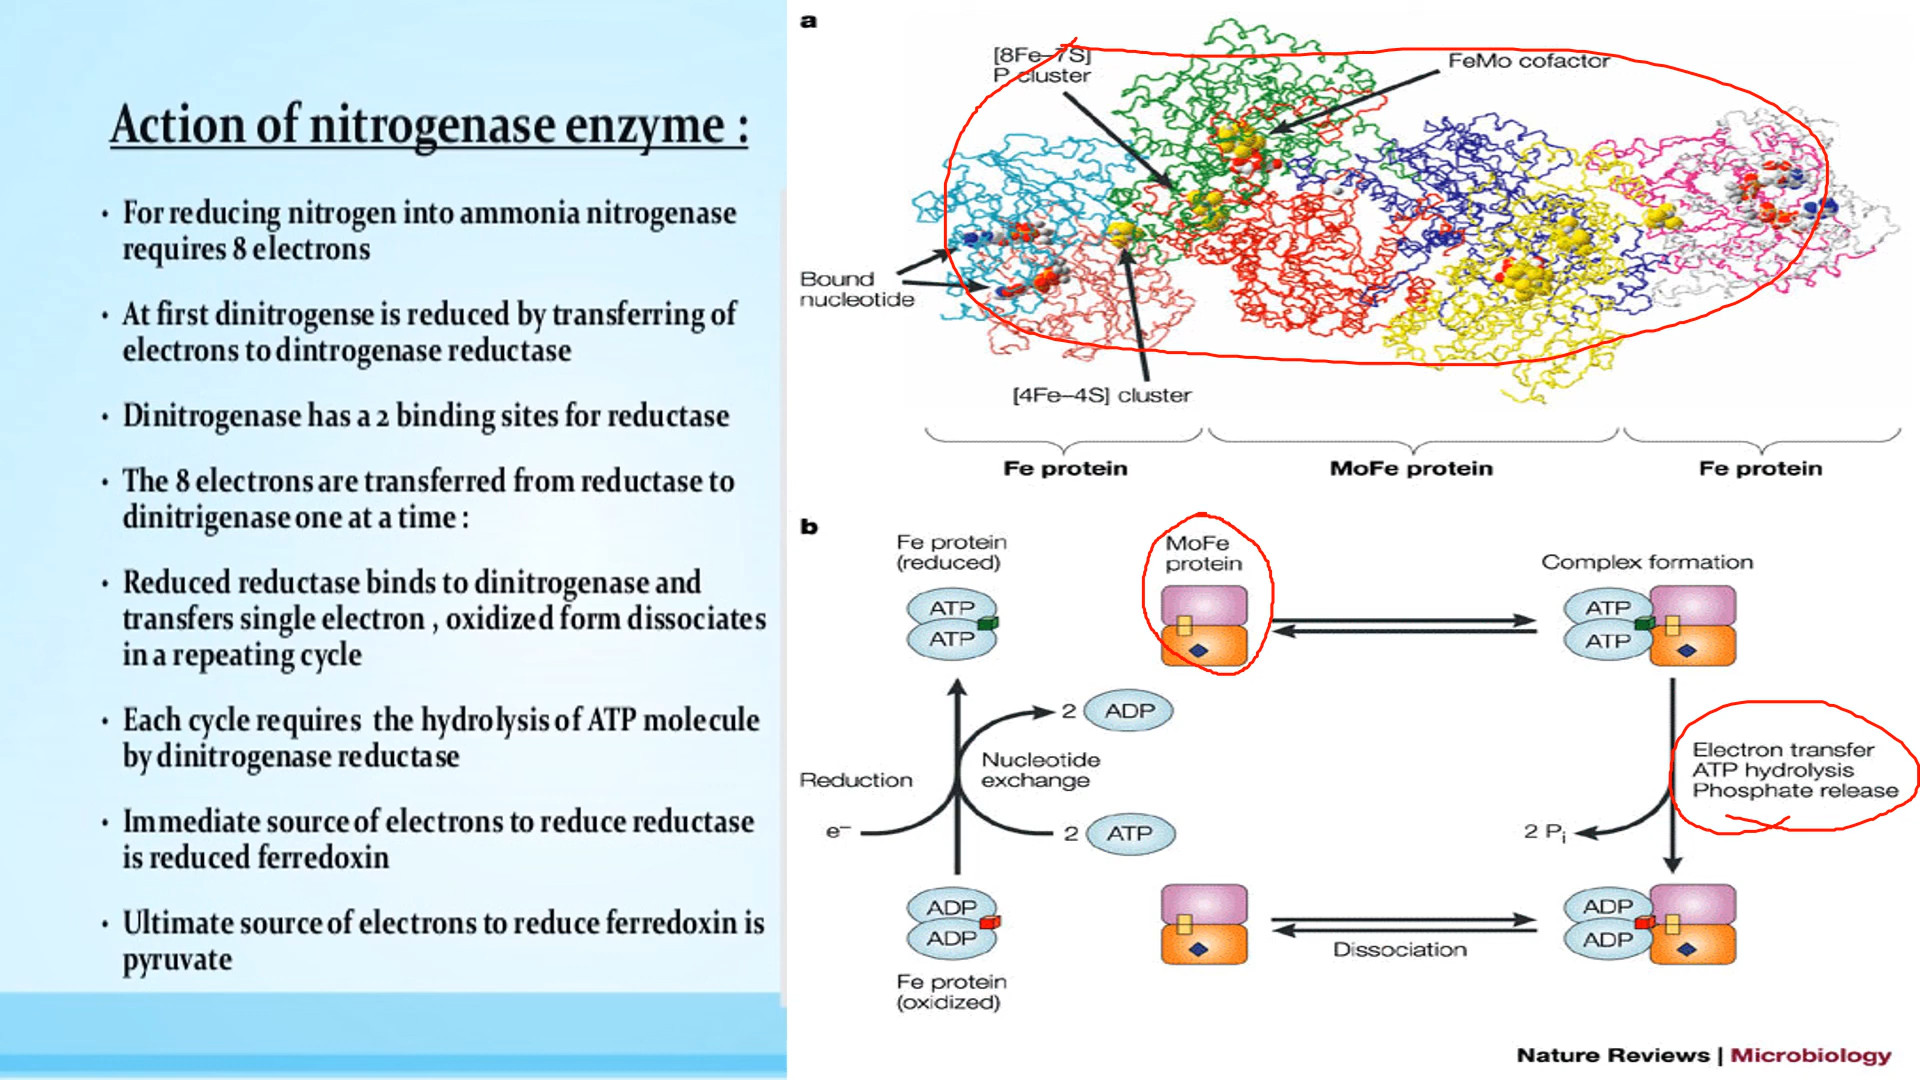 Action of nitrogenase enzyme :
• For reducing nitrogen into ammonia nitrogenase
requires 8 electrons
• At first dinitrogense is reduced by transferring of
electrons to dintrogenase reductase
• Dinitrogenase has a 2 binding sites for reductase
• The 8 electrons are transferred from reductase to
dinitrigenase one at a time :
• Reduced reductase binds to dinitrogenase and
transfers single electron , oxidized form dissociates
in a repeating cycle
• Each cycle requires the hydrolysis of ATP molecule
by dinitrogenase reductase
• Immediate source of electrons to reduce reductase
is reduced ferredoxin
• Ultimate source of electrons to reduce ferredoxin is
pyruvate
a
[8Fe–7S]
P cluster
FeMo cofactor
Bound
nucleotide
[4Fe–4S] cluster
Fe protein
MoFe protein
Fe protein
b
Fe protein
(reduced)
MoFe
protein
Complex formation
ATP
ATP
ATP
ATP
2 ADP
Nucleotide
exchange
Reduction
e–
2 ATP
Electron transfer
ATP hydrolysis
Phosphate release
2 Pi
ADP
ADP
ADP
ADP
Dissociation
Fe protein
(oxidized)
Nature Reviews | Microbiology